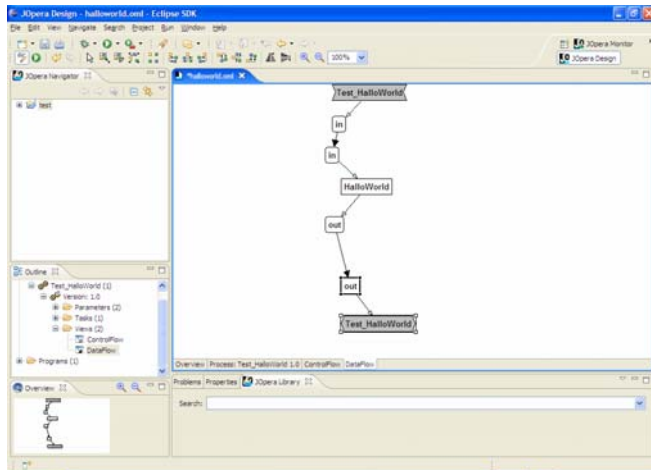 JOpera Design - halloworld.oml - Eclipse SDK
File Edit View Navigate Search Project Run Window Help
100%
JOpera Monitor
JOpera Design
JOpera Navigator
*halloworld.oml
test
Test_HalloWorld
in
in
HalloWorld
out
out
Test_HalloWorld
Outline
Test_HalloWorld (1)
Version: 1.0
Parameters (2)
Tasks (1)
Views (2)
ControlFlow
DataFlow
Programs (1)
Overview Process: Test_HalloWorld 1.0 ControlFlow DataFlow
Overview
Problems Properties JOpera Library
Search: